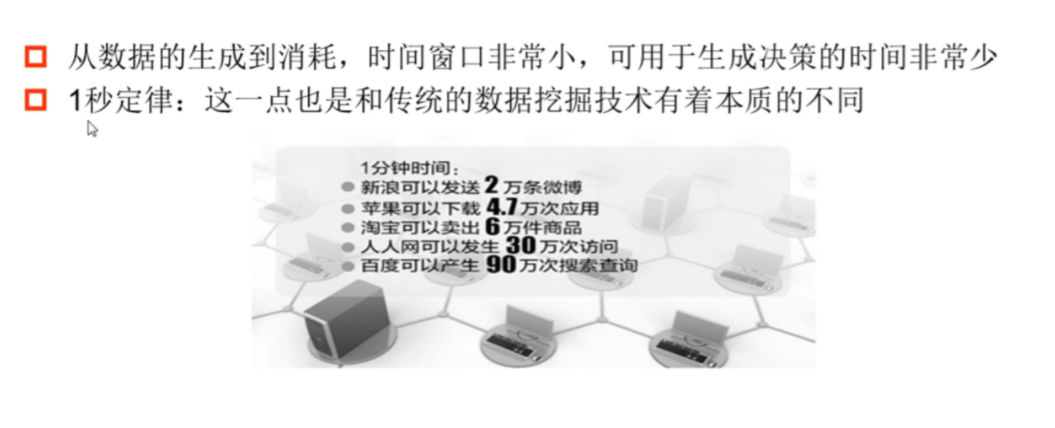 从数据的生成到消耗，时间窗口非常小，可用于生成决策的时间非常少
1秒定律：这一点也是和传统的数据挖掘技术有着本质的不同
1分钟时间：
新浪可以发送 2 万条微博
苹果可以下载 4.7万次应用
淘宝可以卖出 6 万件商品
人人网可以发生 30万次访问
百度可以产生 90万次搜索查询